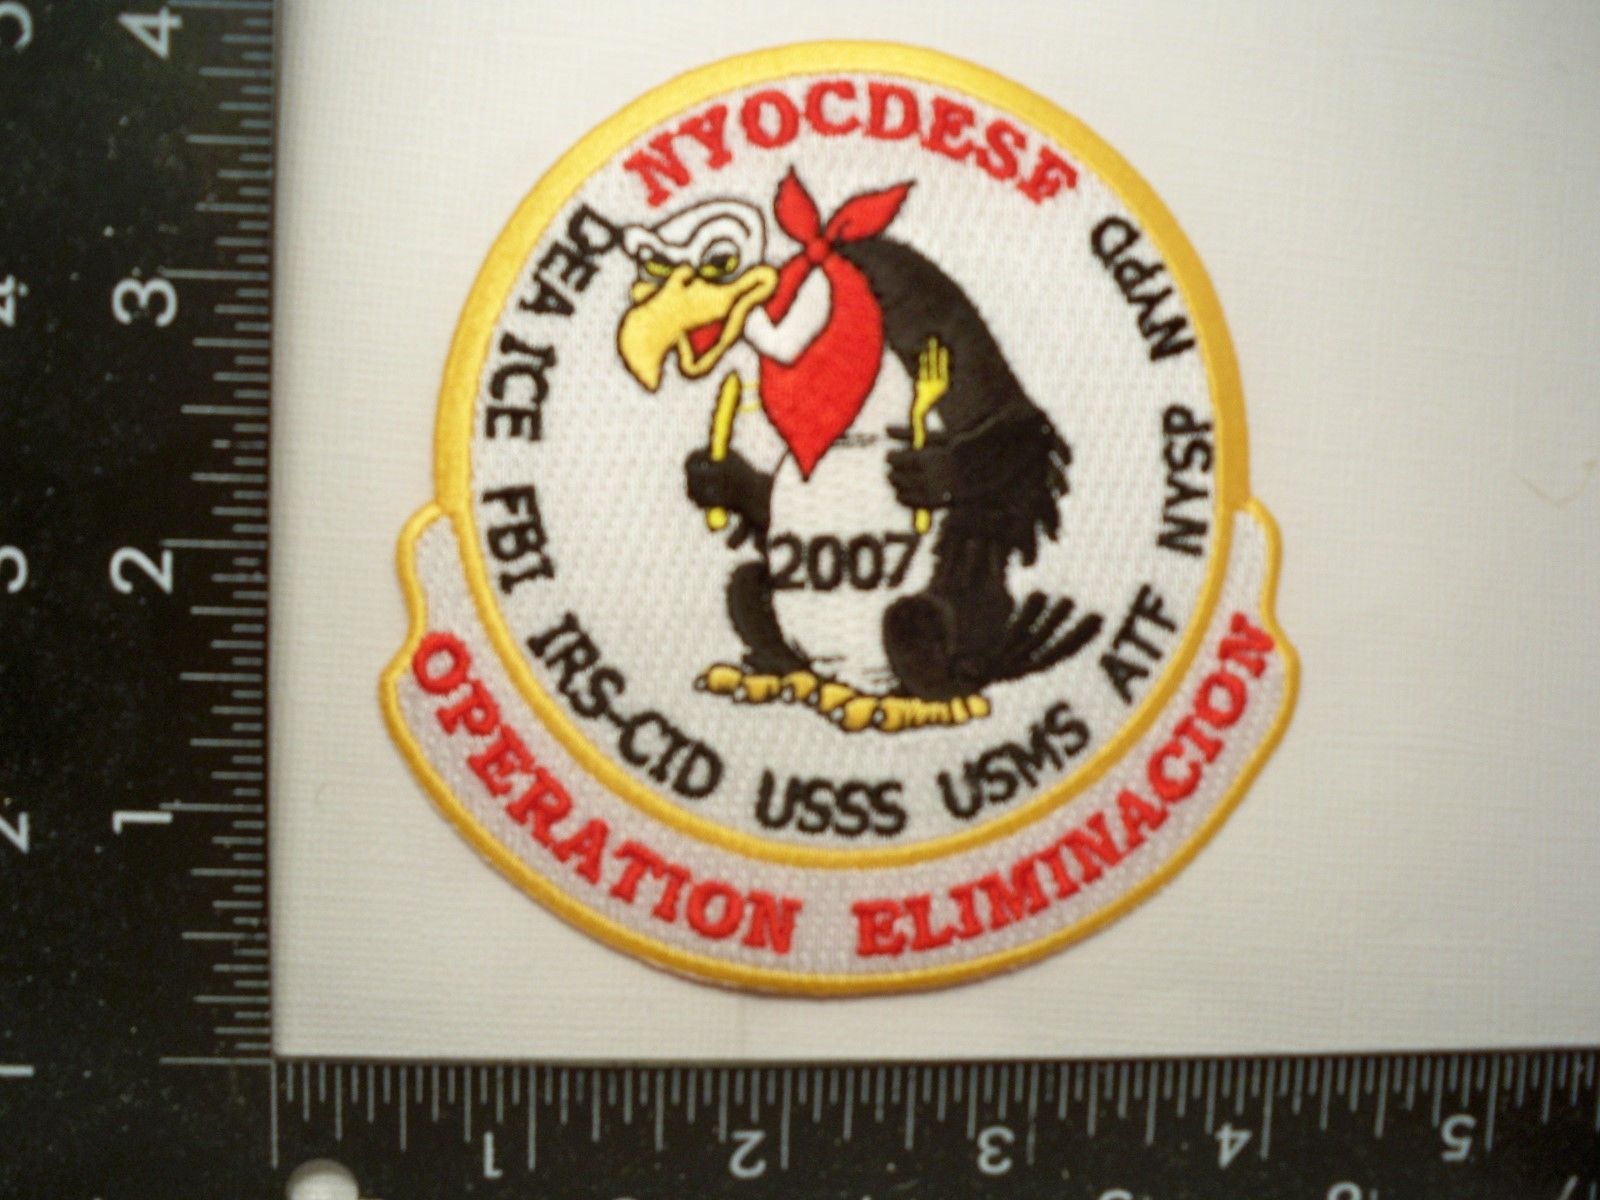 NYOCDESF
DEA ICE FBI IRS-CID USSS USMS ATF NYSP NYPD
2007
OPERATION ELIMINACION
4
3
2
1
1 2 3 4 5